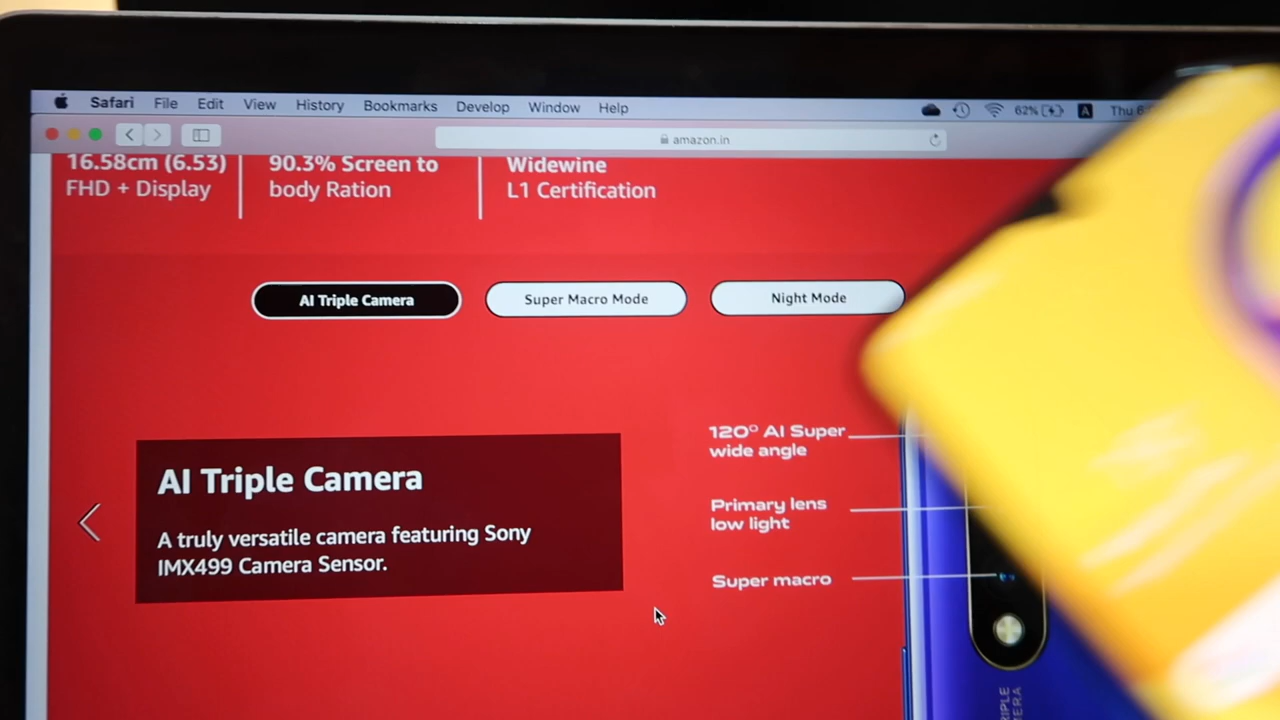 Safari File Edit View History Bookmarks Develop Window Help 62% A Thu
amazon.in
16.58cm (6.53)
FHD + Display
90.3% Screen to
body Ration
Widewine
L1 Certification
AI Triple Camera
Super Macro Mode
Night Mode
120° AI Super
wide angle
Primary lens
low light
Super macro
AI Triple Camera
A truly versatile camera featuring Sony
IMX499 Camera Sensor.